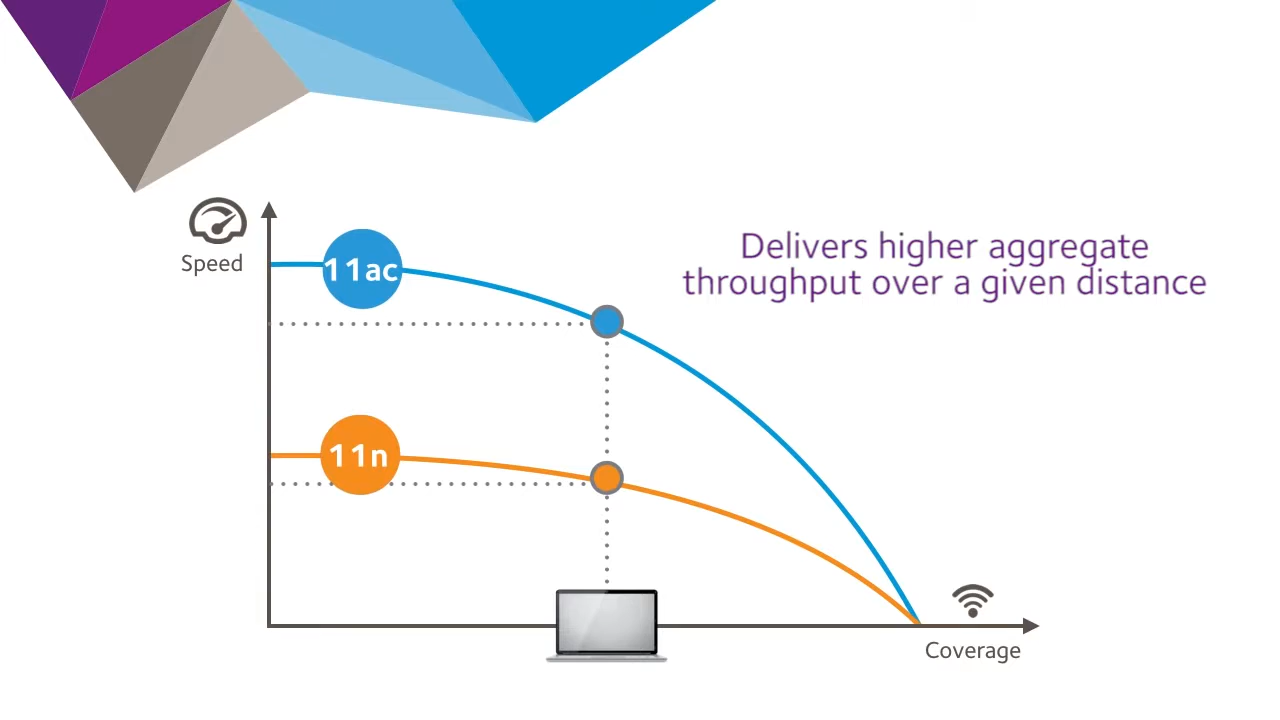 Speed
11ac
Delivers higher aggregate
throughput over a given distance
11n
Coverage